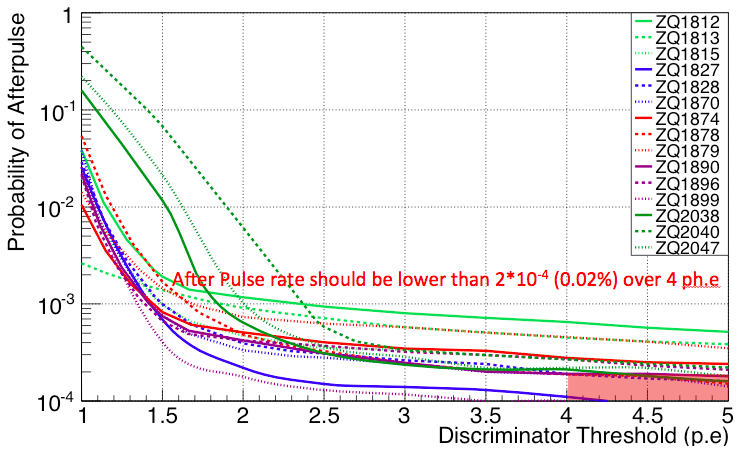 Probability of Afterpulse
1
10-1
10-2
10-3
10-4
ZQ1812
ZQ1813
ZQ1815
ZQ1827
ZQ1828
ZQ1870
ZQ1874
ZQ1878
ZQ1879
ZQ1890
ZQ1896
ZQ1899
ZQ2038
ZQ2040
ZQ2047
After Pulse rate should be lower than 2*10-4 (0.02%) over 4 ph.e
1 1.5 2 2.5 3 3.5 4 4.5 5
Discriminator Threshold (p.e)